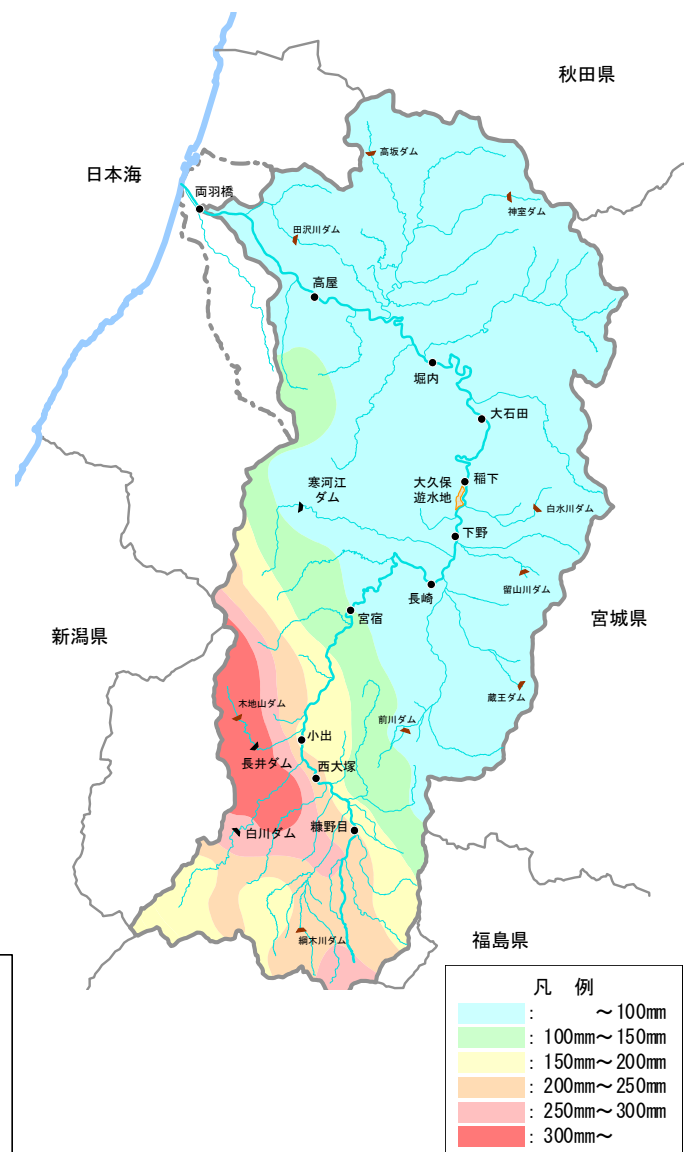 秋田県
日本海
高坂ダム
両羽橋
神室ダム
田沢川ダム
高屋
堀内
大石田
寒河江
ダム
大久保
遊水地
稲下
白水川ダム
下野
留山川ダム
長崎
宮宿
宮城県
新潟県
蔵王ダム
木地山ダム
前川ダム
小出
長井ダム
西大塚
白川ダム
糠野目
綱木川ダム
福島県
凡 例
: ～100mm
: 100mm～150mm
: 150mm～200mm
: 200mm～250mm
: 250mm～300mm
: 300mm～